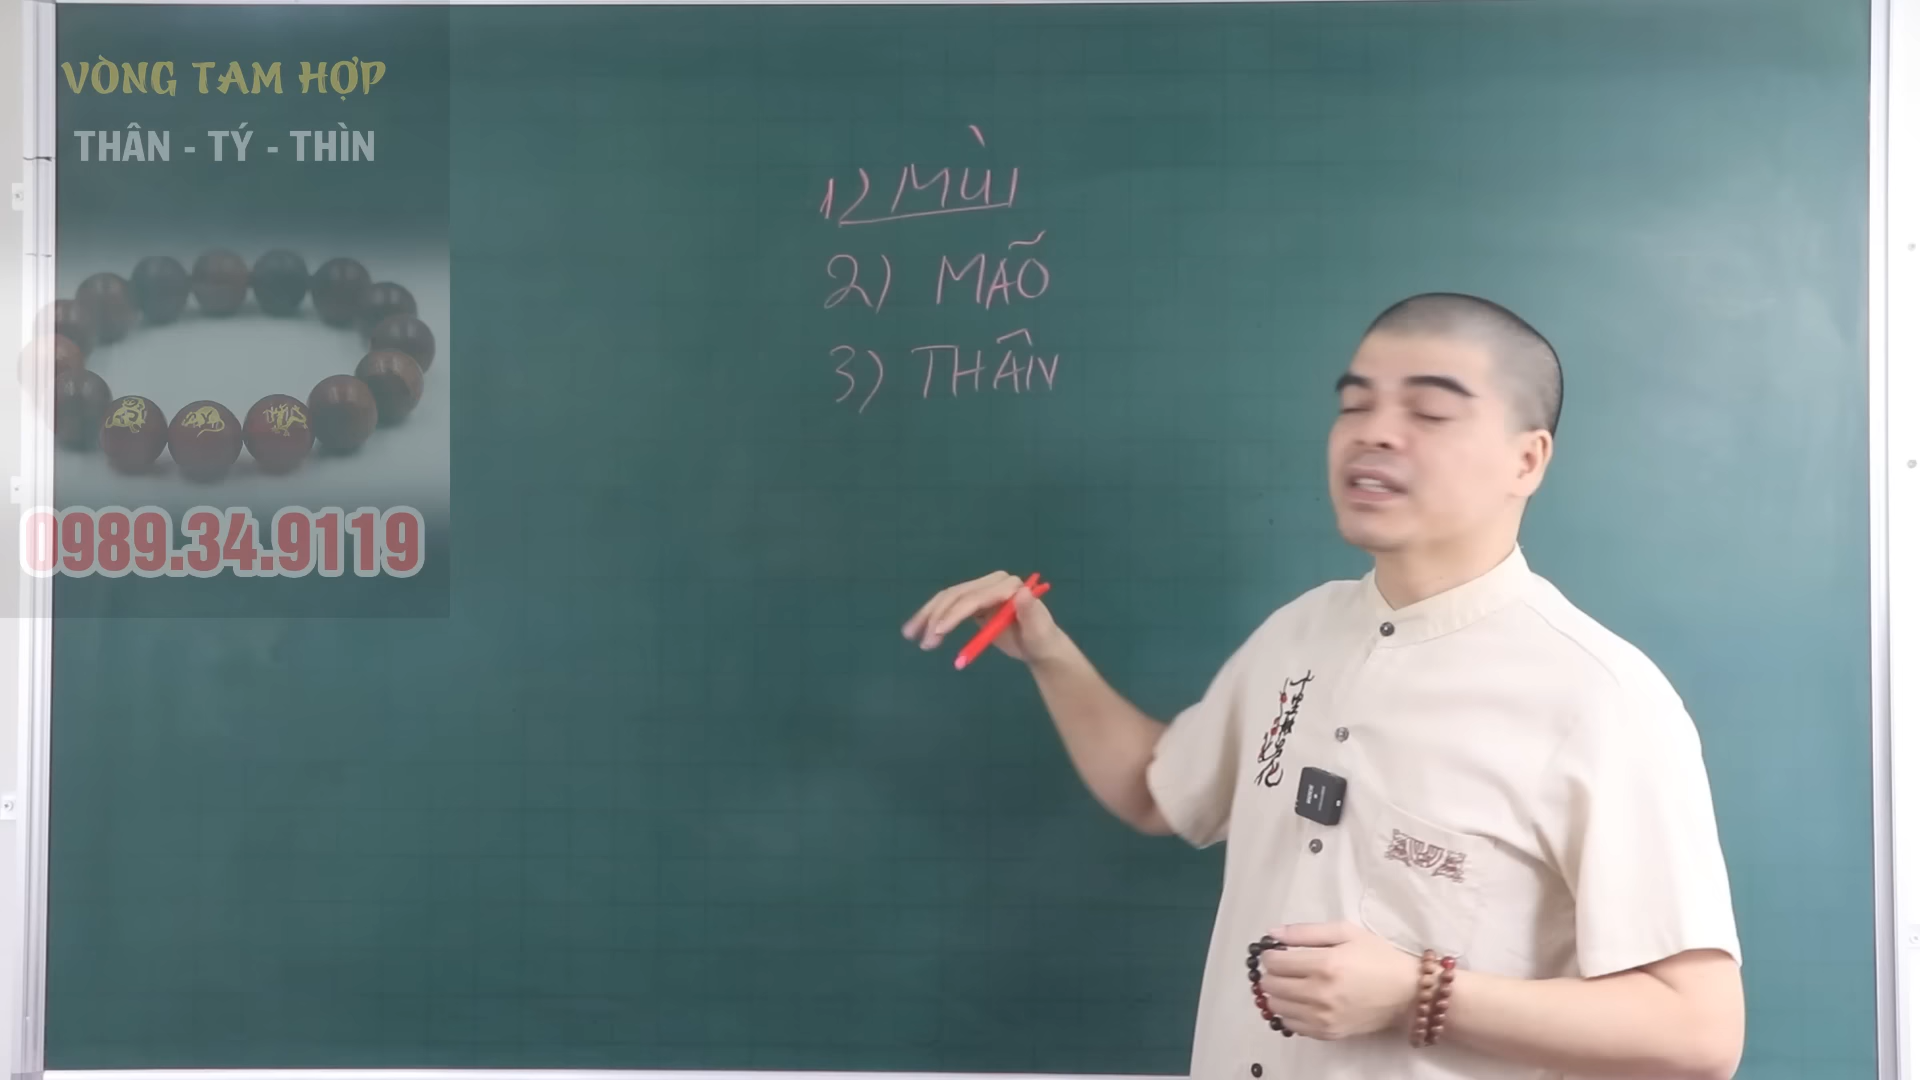 VÒNG TAM HỢP
THÂN - TÝ - THÌN
0989.34.9119
1) MÙI
2) MÃO
3) THÂN